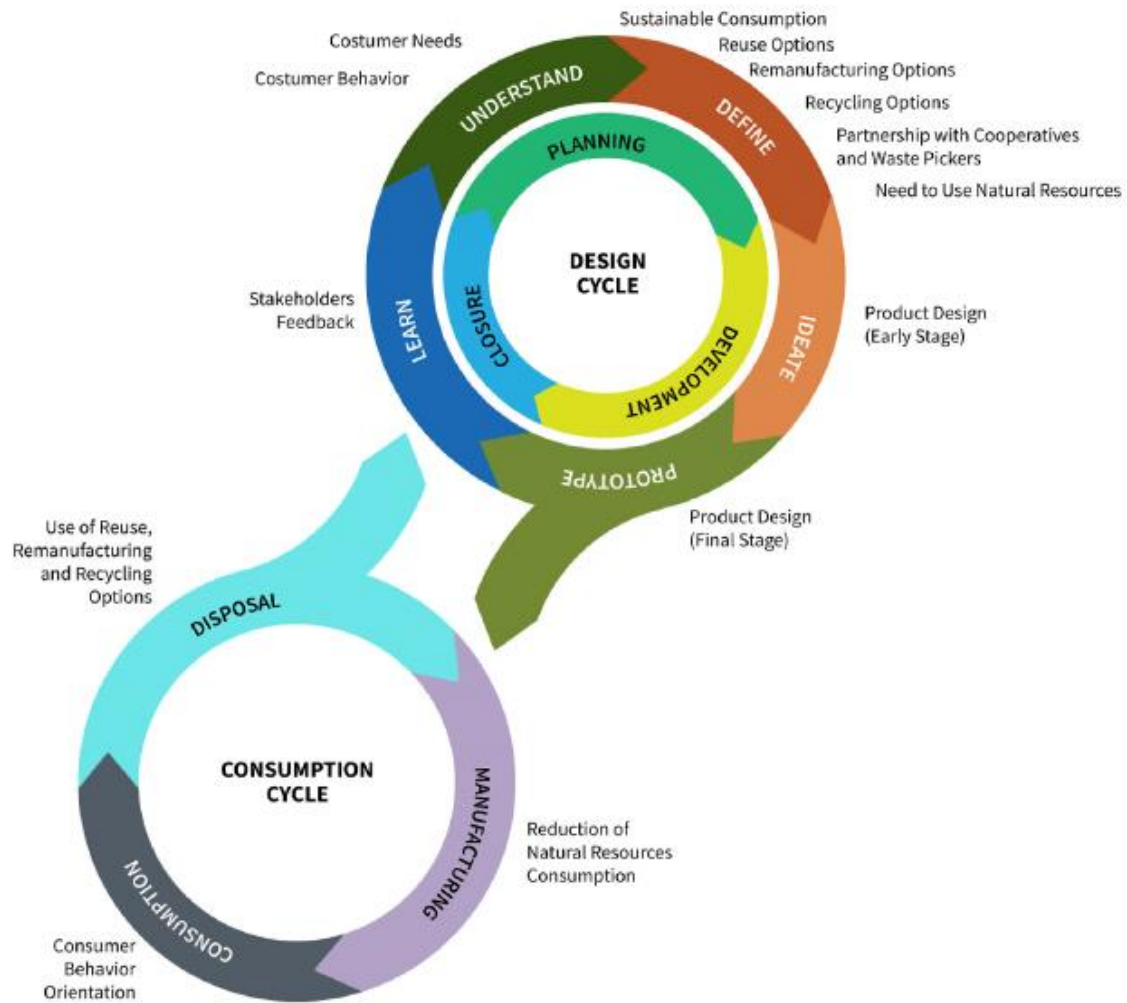 Sustainable Consumption
Costumer Needs
Reuse Options
Costumer Behavior
Remanufacturing Options
UNDERSTAND
Recycling Options
DEFINE
PLANNING
Partnership with Cooperatives
and Waste Pickers
Need to Use Natural Resources
DESIGN
CYCLE
Stakeholders
Feedback
LEARN
CLOSURE
DEVELOPMENT
IDEATE
Product Design
(Early Stage)
PROTOTYPE
Product Design
(Final Stage)
Use of Reuse,
Remanufacturing
and Recycling
Options
DISPOSAL
CONSUMPTION
CYCLE
MANUFACTURING
Reduction of
Natural Resources
Consumption
CONSUMPTION
Consumer
Behavior
Orientation